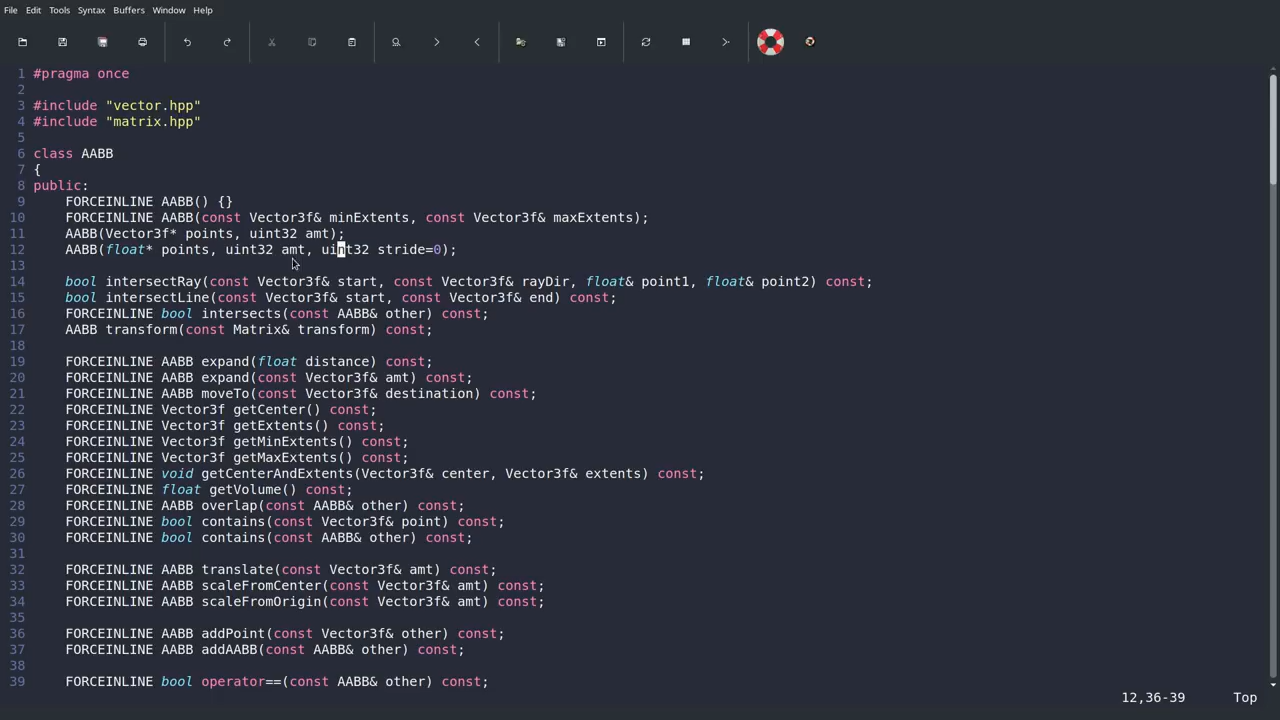 File Edit Tools Syntax Buffers Window Help
1 #pragma once
2
3 #include "vector.hpp"
4 #include "matrix.hpp"
5
6 class AABB
7 {
8 public:
9 FORCEINLINE AABB() {}
10 FORCEINLINE AABB(const Vector3f& minExtents, const Vector3f& maxExtents);
11 AABB(Vector3f* points, uint32 amt);
12 AABB(float* points, uint32 amt, uint32 stride=0);
13
14 bool intersectRay(const Vector3f& start, const Vector3f& rayDir, float& point1, float& point2) const;
15 bool intersectLine(const Vector3f& start, const Vector3f& end) const;
16 FORCEINLINE bool intersects(const AABB& other) const;
17 AABB transform(const Matrix& transform) const;
18
19 FORCEINLINE AABB expand(float distance) const;
20 FORCEINLINE AABB expand(const Vector3f& amt) const;
21 FORCEINLINE AABB moveTo(const Vector3f& destination) const;
22 FORCEINLINE Vector3f getCenter() const;
23 FORCEINLINE Vector3f getExtents() const;
24 FORCEINLINE Vector3f getMinExtents() const;
25 FORCEINLINE Vector3f getMaxExtents() const;
26 FORCEINLINE void getCenterAndExtents(Vector3f& center, Vector3f& extents) const;
27 FORCEINLINE float getVolume() const;
28 FORCEINLINE AABB overlap(const AABB& other) const;
29 FORCEINLINE bool contains(const Vector3f& point) const;
30 FORCEINLINE bool contains(const AABB& other) const;
31
32 FORCEINLINE AABB translate(const Vector3f& amt) const;
33 FORCEINLINE AABB scaleFromCenter(const Vector3f& amt) const;
34 FORCEINLINE AABB scaleFromOrigin(const Vector3f& amt) const;
35
36 FORCEINLINE AABB addPoint(const Vector3f& other) const;
37 FORCEINLINE AABB addAABB(const AABB& other) const;
38
39 FORCEINLINE bool operator==(const AABB& other) const;
12,36-39 Top